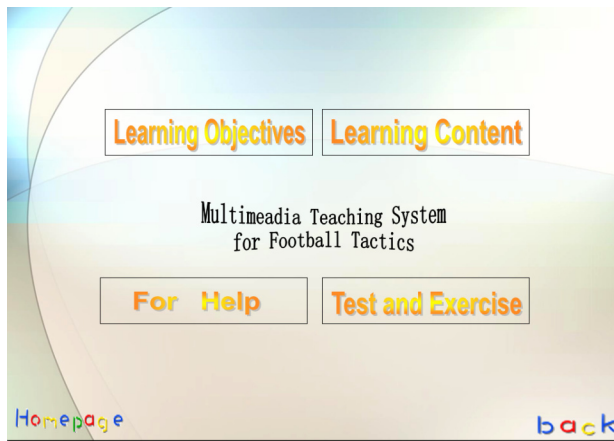 Learning Objectives Learning Content
Multimeadia Teaching System
for Football Tactics
For Help Test and Exercise
Homepage back